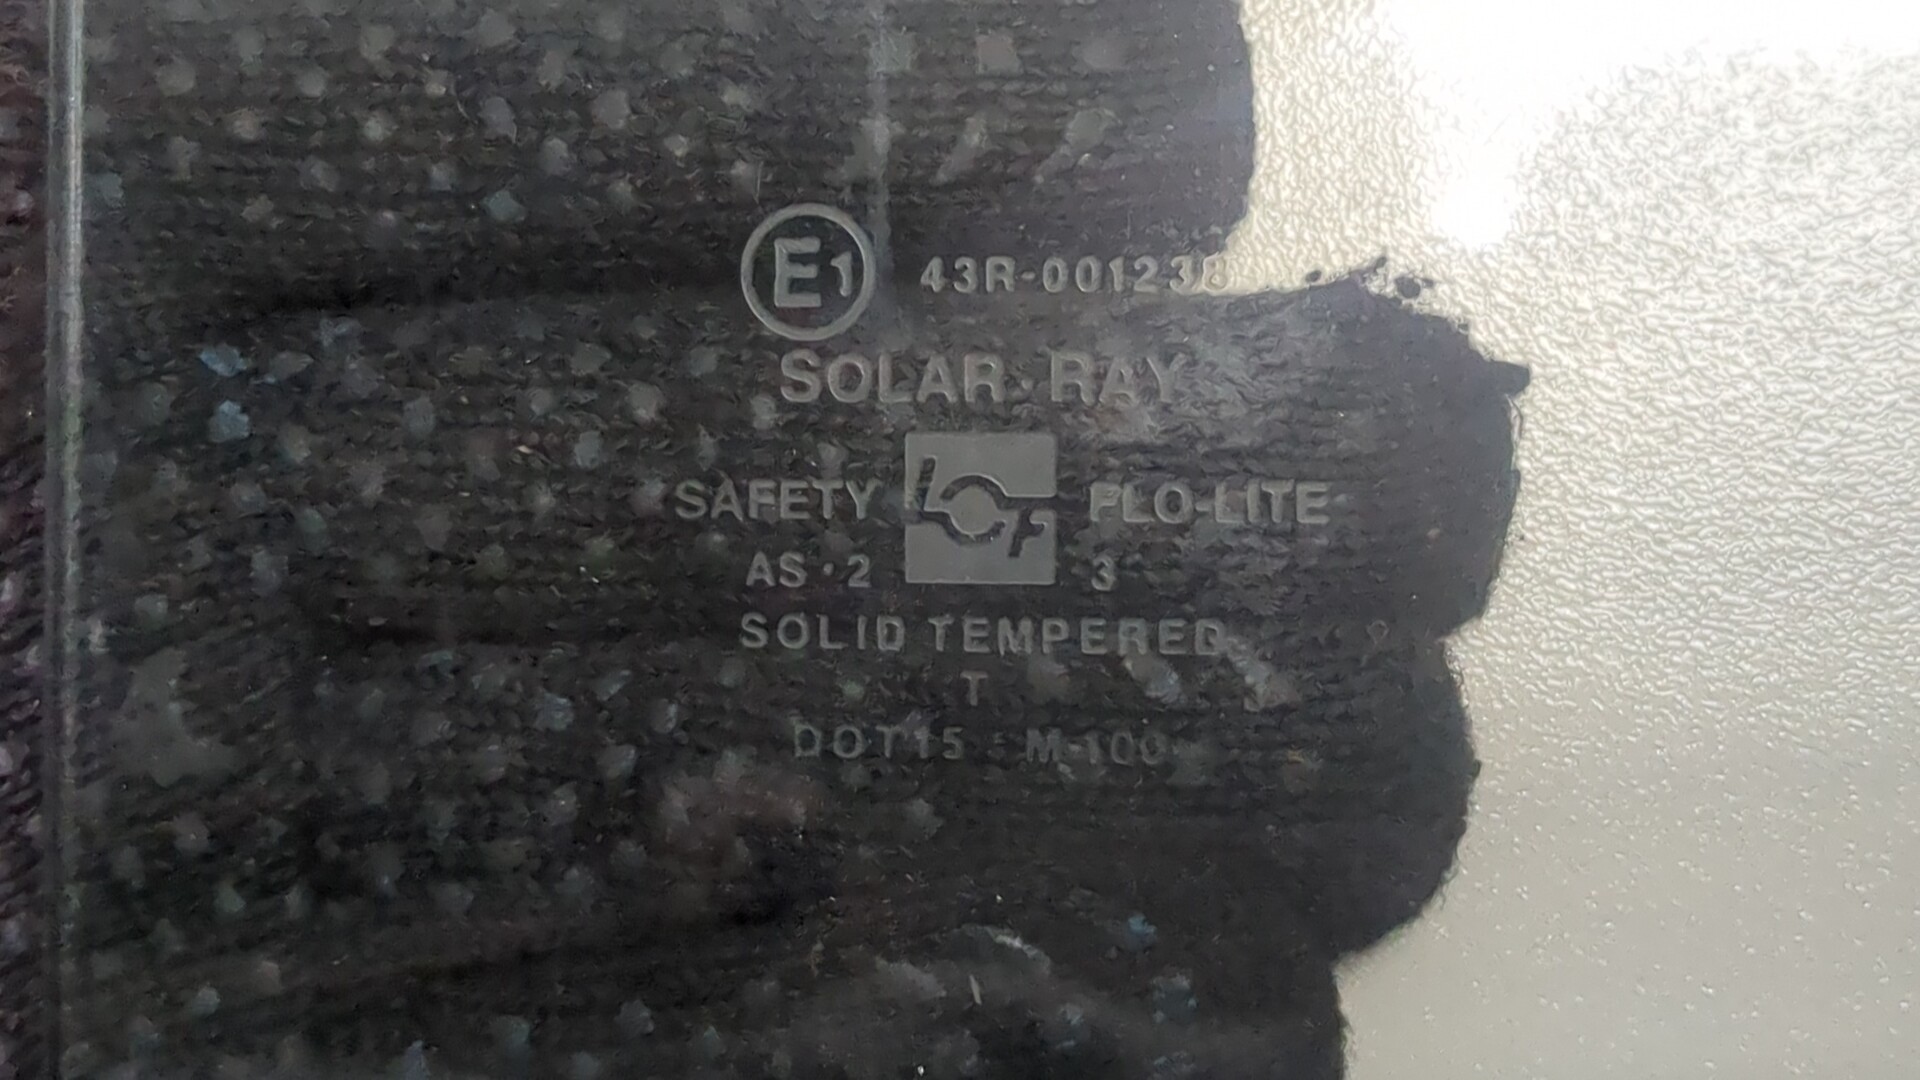 E1 43R-001238
SOLAR·RAY
SAFETY LOF FLO-LITE
AS·2 3
SOLID TEMPERED
T
DOT15 M-100